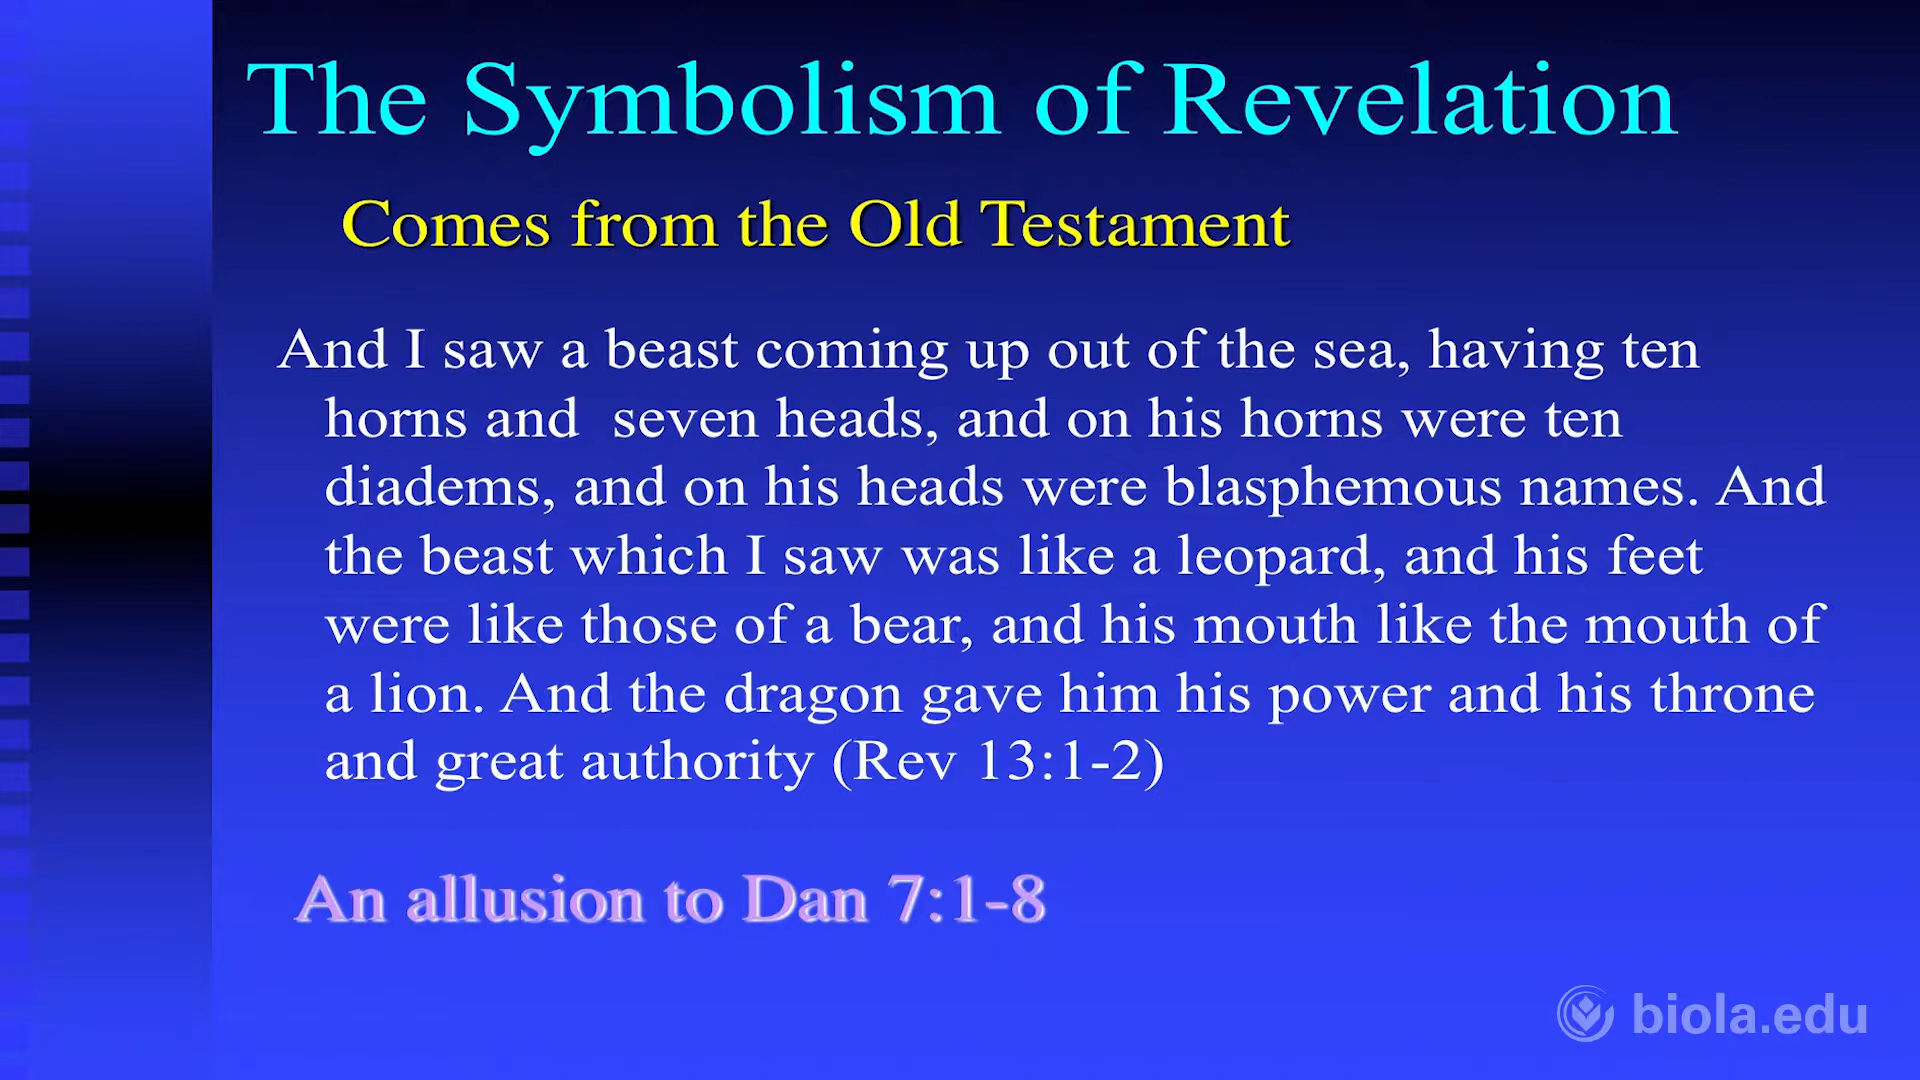 The Symbolism of Revelation
Comes from the Old Testament
And I saw a beast coming up out of the sea, having ten
horns and  seven heads, and on his horns were ten
diadems, and on his heads were blasphemous names. And
the beast which I saw was like a leopard, and his feet
were like those of a bear, and his mouth like the mouth of
a lion. And the dragon gave him his power and his throne
and great authority (Rev 13:1-2)
An allusion to Dan 7:1-8
biola.edu